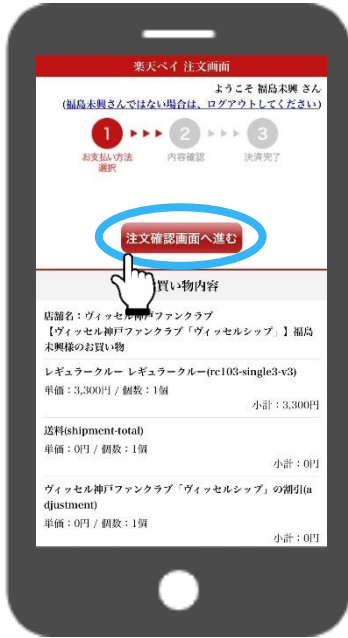 楽天ペイ 注文画面
ようこそ 福島未興 さん
(福島未興さんではない場合は、ログアウトしてください)
1 2 3
お支払い方法 内容確認 決済完了
選択
注文確認画面へ進む
買い物内容
店舗名:ヴィッセル神戸ファンクラブ
【ヴィッセル神戸ファンクラブ「ヴィッセルシップ」】福島
未興様のお買い物
レギュラークルー レギュラークルー(rc103-single3-v3)
単価:3,300円 / 個数:1個
小計:3,300円
送料(shipment-total)
単価:0円 / 個数:1個
小計:0円
ヴィッセル神戸ファンクラブ「ヴィッセルシップ」の割引(a
djustment)
単価:0円 / 個数:1個
小計:0円